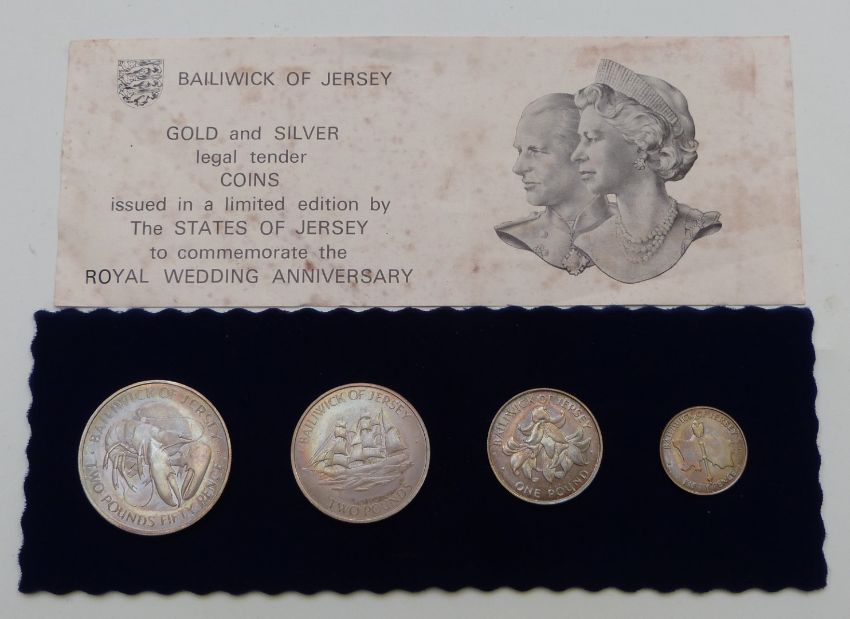 BAILIWICK OF JERSEY
GOLD and SILVER
legal tender
COINS
issued in a limited edition by
The STATES OF JERSEY
to commemorate the
ROYAL WEDDING ANNIVERSARY
BAILIWICK OF JERSEY
TWO POUNDS FIFTY PENCE
BAILIWICK OF JERSEY
TWO POUNDS
BAILIWICK OF JERSEY
ONE POUND
BAILIWICK OF JERSEY
FIFTY PENCE